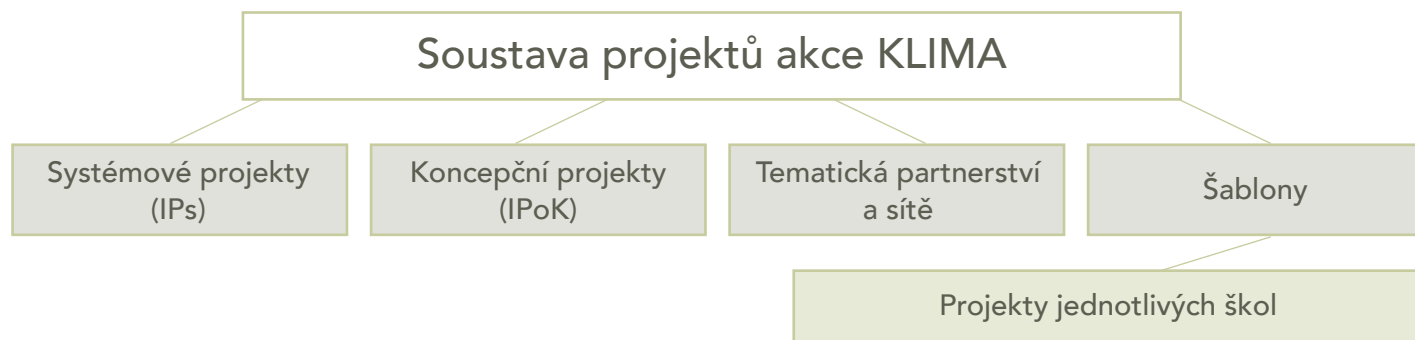 Soustava projektů akce KLIMA
Systémové projekty
(IPs)
Koncepční projekty
(IPoK)
Tematická partnerství
a sítě
Šablony
Projekty jednotlivých škol